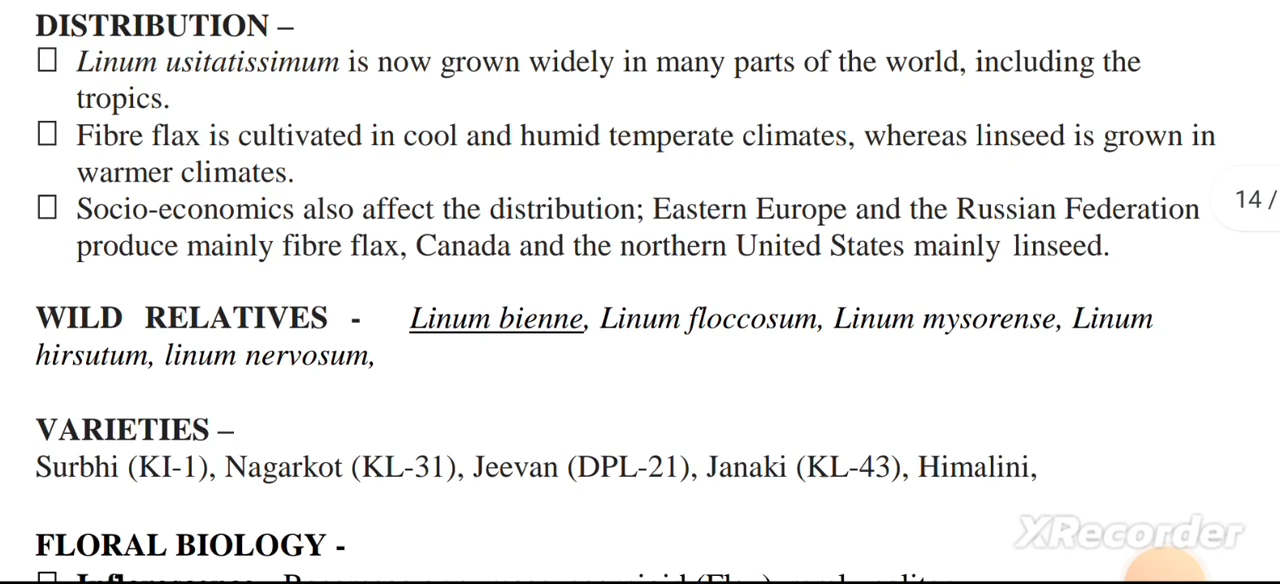 DISTRIBUTION –
Linum usitatissimum is now grown widely in many parts of the world, including the
tropics.
Fibre flax is cultivated in cool and humid temperate climates, whereas linseed is grown in
warmer climates.
Socio-economics also affect the distribution; Eastern Europe and the Russian Federation
produce mainly fibre flax, Canada and the northern United States mainly linseed.
14 /
WILD RELATIVES - Linum bienne, Linum floccosum, Linum mysorense, Linum
hirsutum, linum nervosum,
VARIETIES –
Surbhi (KI-1), Nagarkot (KL-31), Jeevan (DPL-21), Janaki (KL-43), Himalini,
XRecorder
FLORAL BIOLOGY -